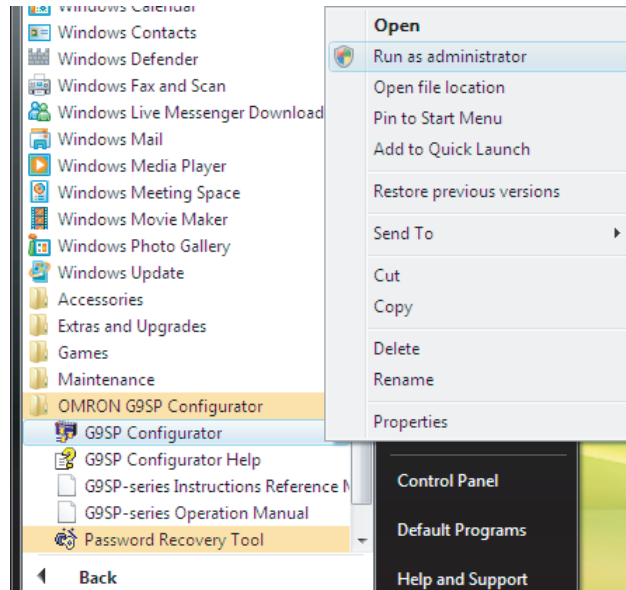 Windows Calendar
Windows Contacts
Windows Defender
Windows Fax and Scan
Windows Live Messenger Download
Windows Mail
Windows Media Player
Windows Meeting Space
Windows Movie Maker
Windows Photo Gallery
Windows Update
Accessories
Extras and Upgrades
Games
Maintenance
OMRON G9SP Configurator
G9SP Configurator
G9SP Configurator Help
G9SP-series Instructions Reference
G9SP-series Operation Manual
Password Recovery Tool
Back
Open
Run as administrator
Open file location
Pin to Start Menu
Add to Quick Launch
Restore previous versions
Send To
Cut
Copy
Delete
Rename
Properties
Control Panel
Default Programs
Help and Support